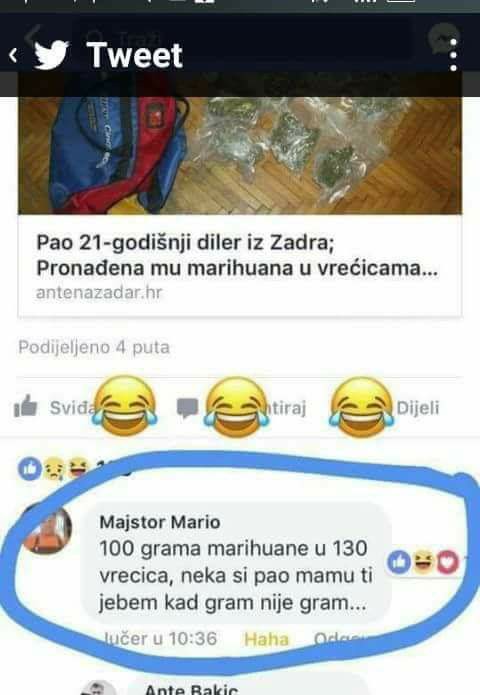 Tweet
Pao 21-godišnji diler iz Zadra;
Pronađena mu marihuana u vrećicama...
antenazadar.hr
Podijeljeno 4 puta
Dijeli
Majstor Mario
100 grama marihuane u 130
vrecica, neka si pao mamu ti
jebem kad gram nije gram...
Jučer u 10:36 Haha
Ante Bakic